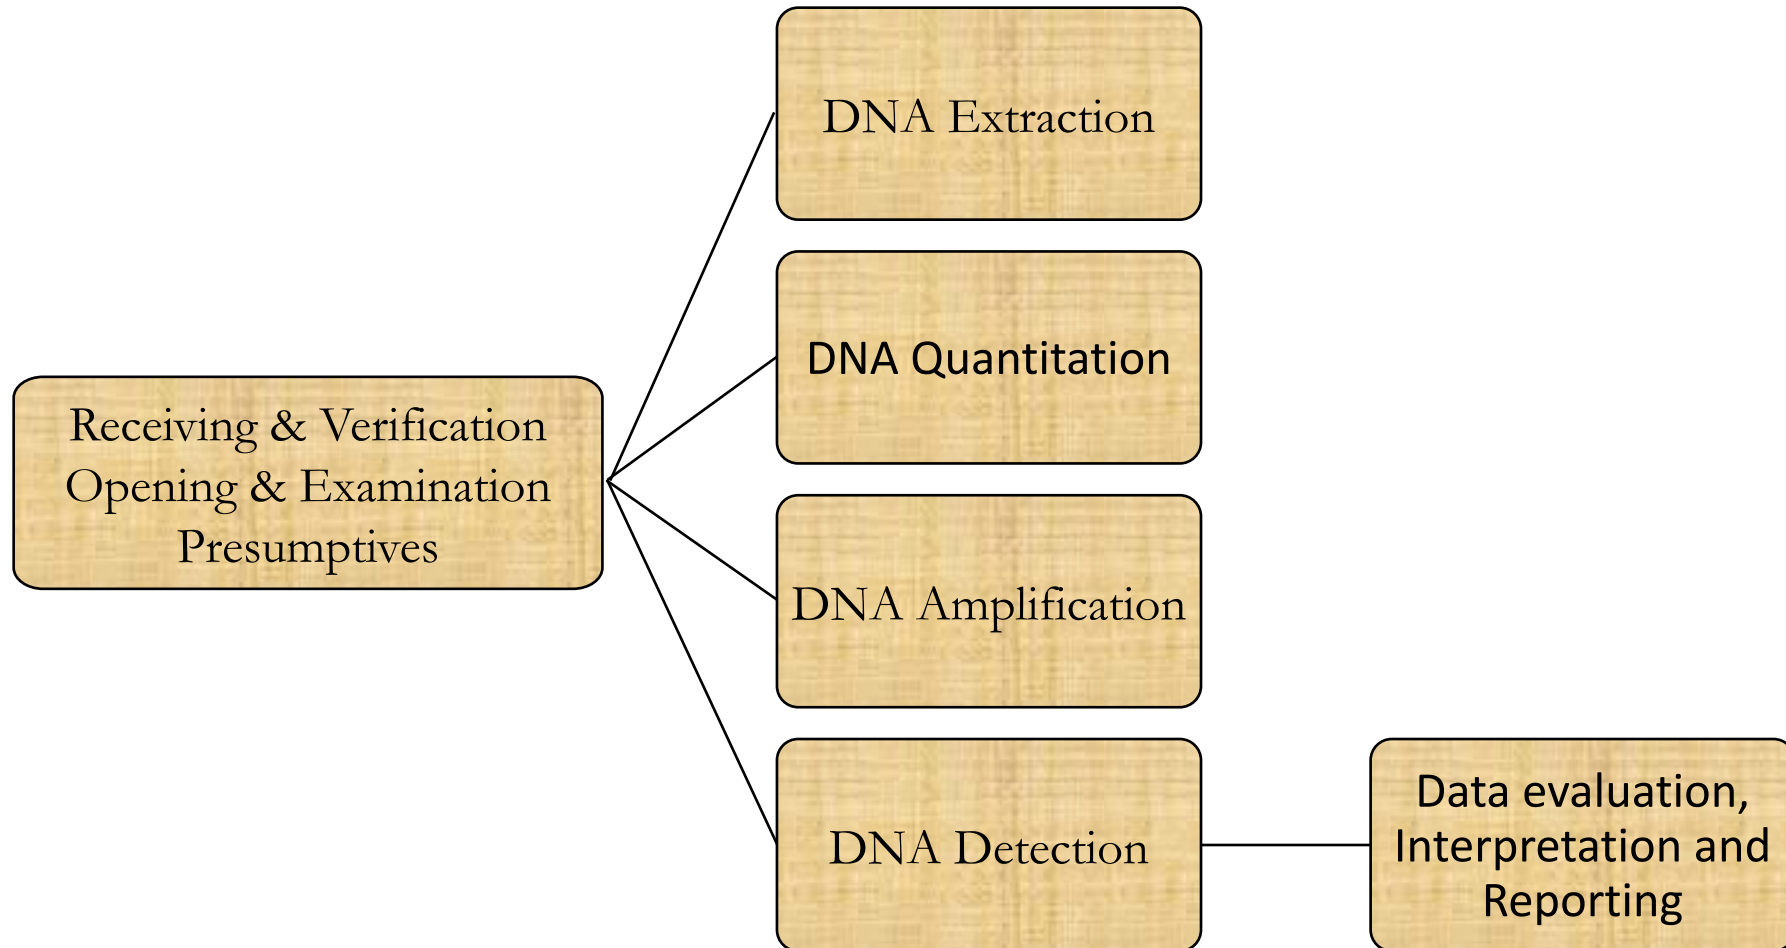 Receiving & Verification
Opening & Examination
Presumptives
DNA Extraction
DNA Quantitation
DNA Amplification
DNA Detection
Data evaluation,
Interpretation and
Reporting